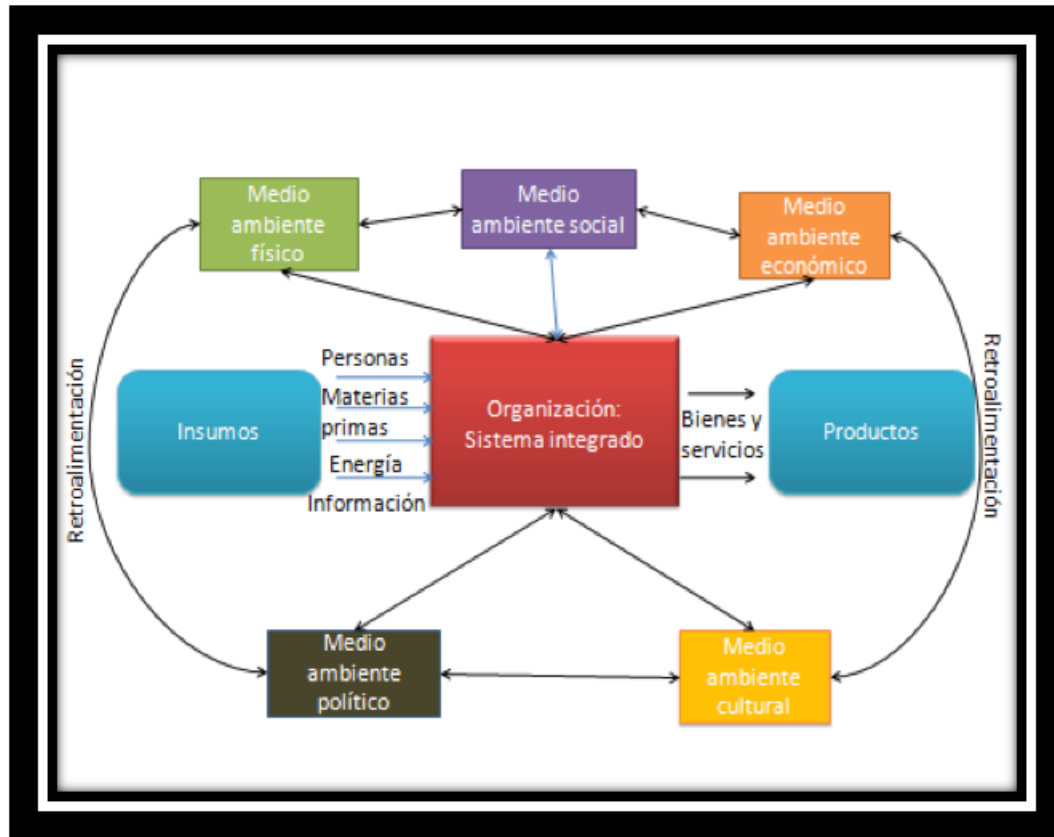 Medio
ambiente
físico
Medio
ambiente social
Medio
ambiente
económico
Retroalimentación
Insumos
Personas
Materias
primas
Energía
Información
Organización:
Sistema integrado
Bienes y
servicios
Productos
Retroalimentación
Medio
ambiente
político
Medio
ambiente
cultural